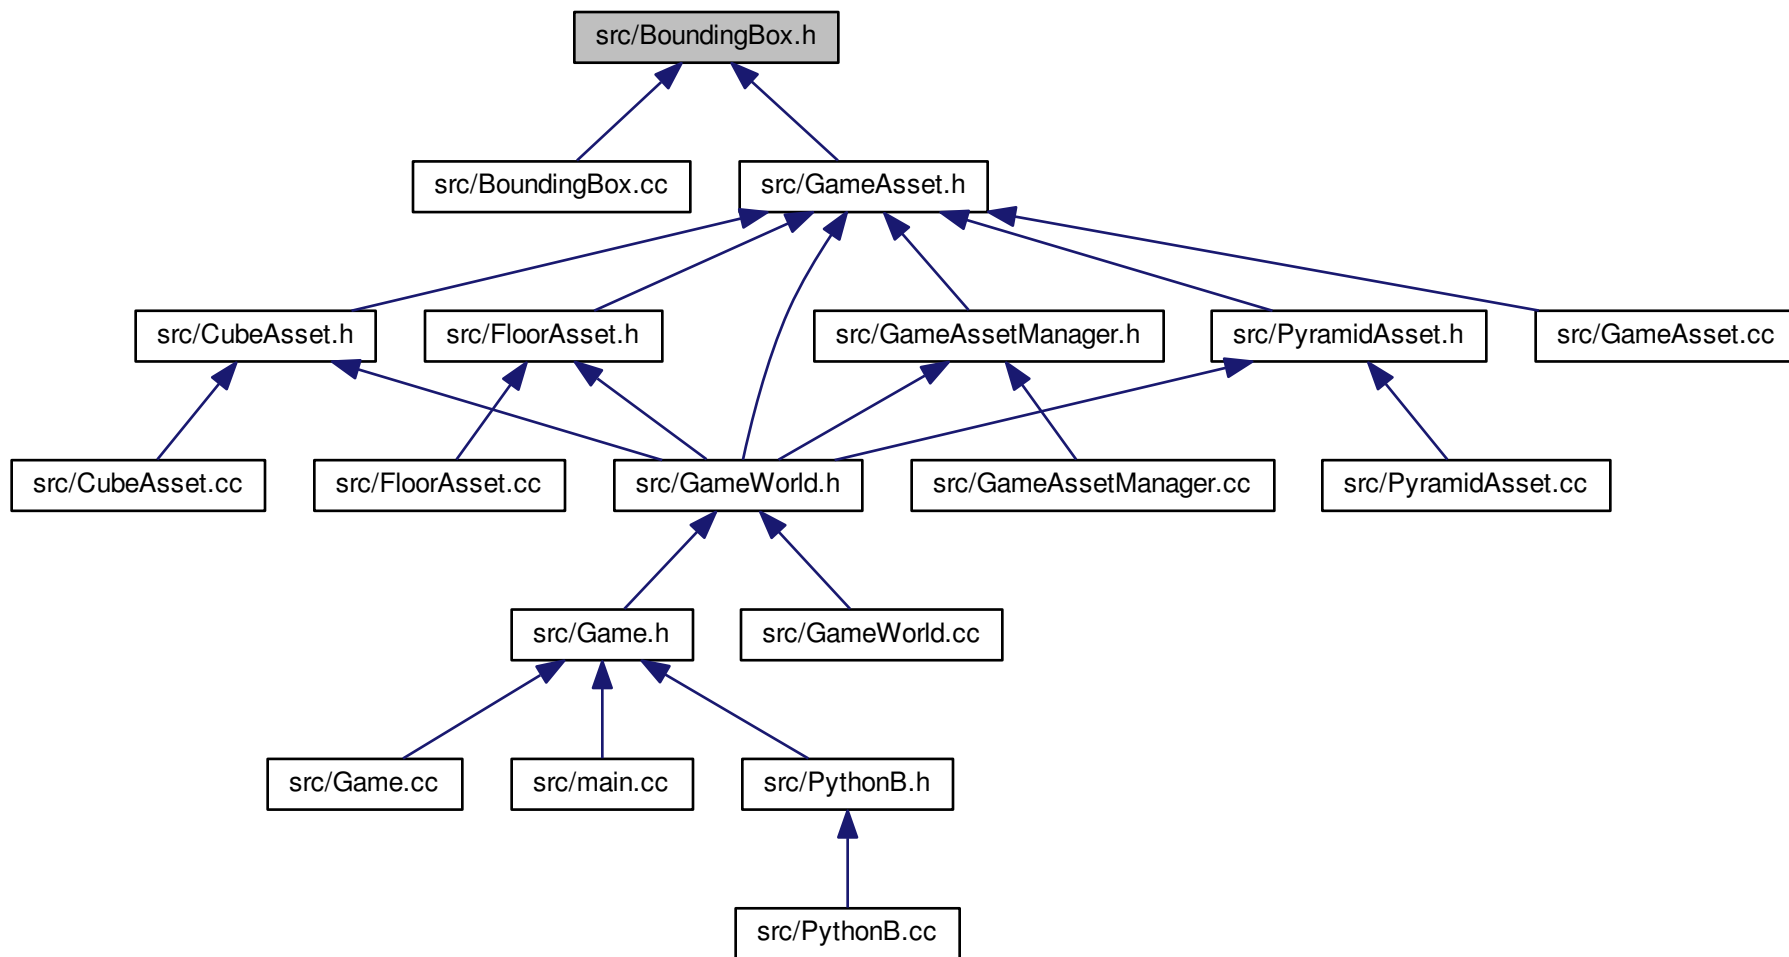 src/BoundingBox.h
src/BoundingBox.cc
src/GameAsset.h
src/CubeAsset.h
src/FloorAsset.h
src/GameAssetManager.h
src/PyramidAsset.h
src/GameAsset.cc
src/CubeAsset.cc
src/FloorAsset.cc
src/GameWorld.h
src/GameAssetManager.cc
src/PyramidAsset.cc
src/Game.h
src/GameWorld.cc
src/Game.cc
src/main.cc
src/PythonB.h
src/PythonB.cc